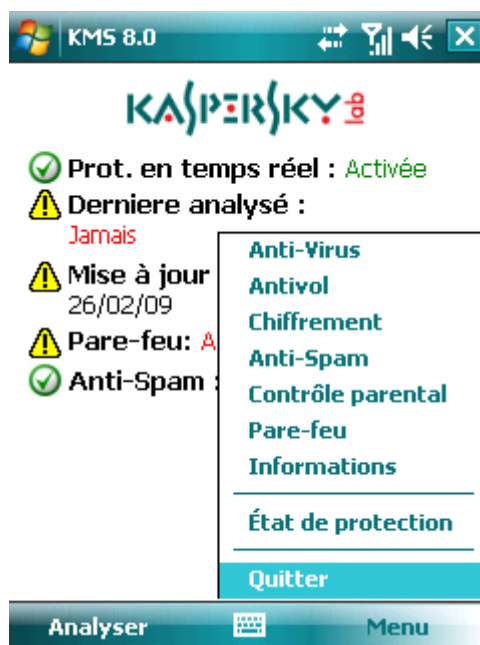 KMS 8.0
KASPERSKY lab
Prot. en temps réel : Activée
Derniere analysé :
Jamais
Mise à jour
26/02/09
Pare-feu: A
Anti-Spam :
Anti-Virus
Antivol
Chiffrement
Anti-Spam
Contrôle parental
Pare-feu
Informations
État de protection
Quitter
Analyser
Menu